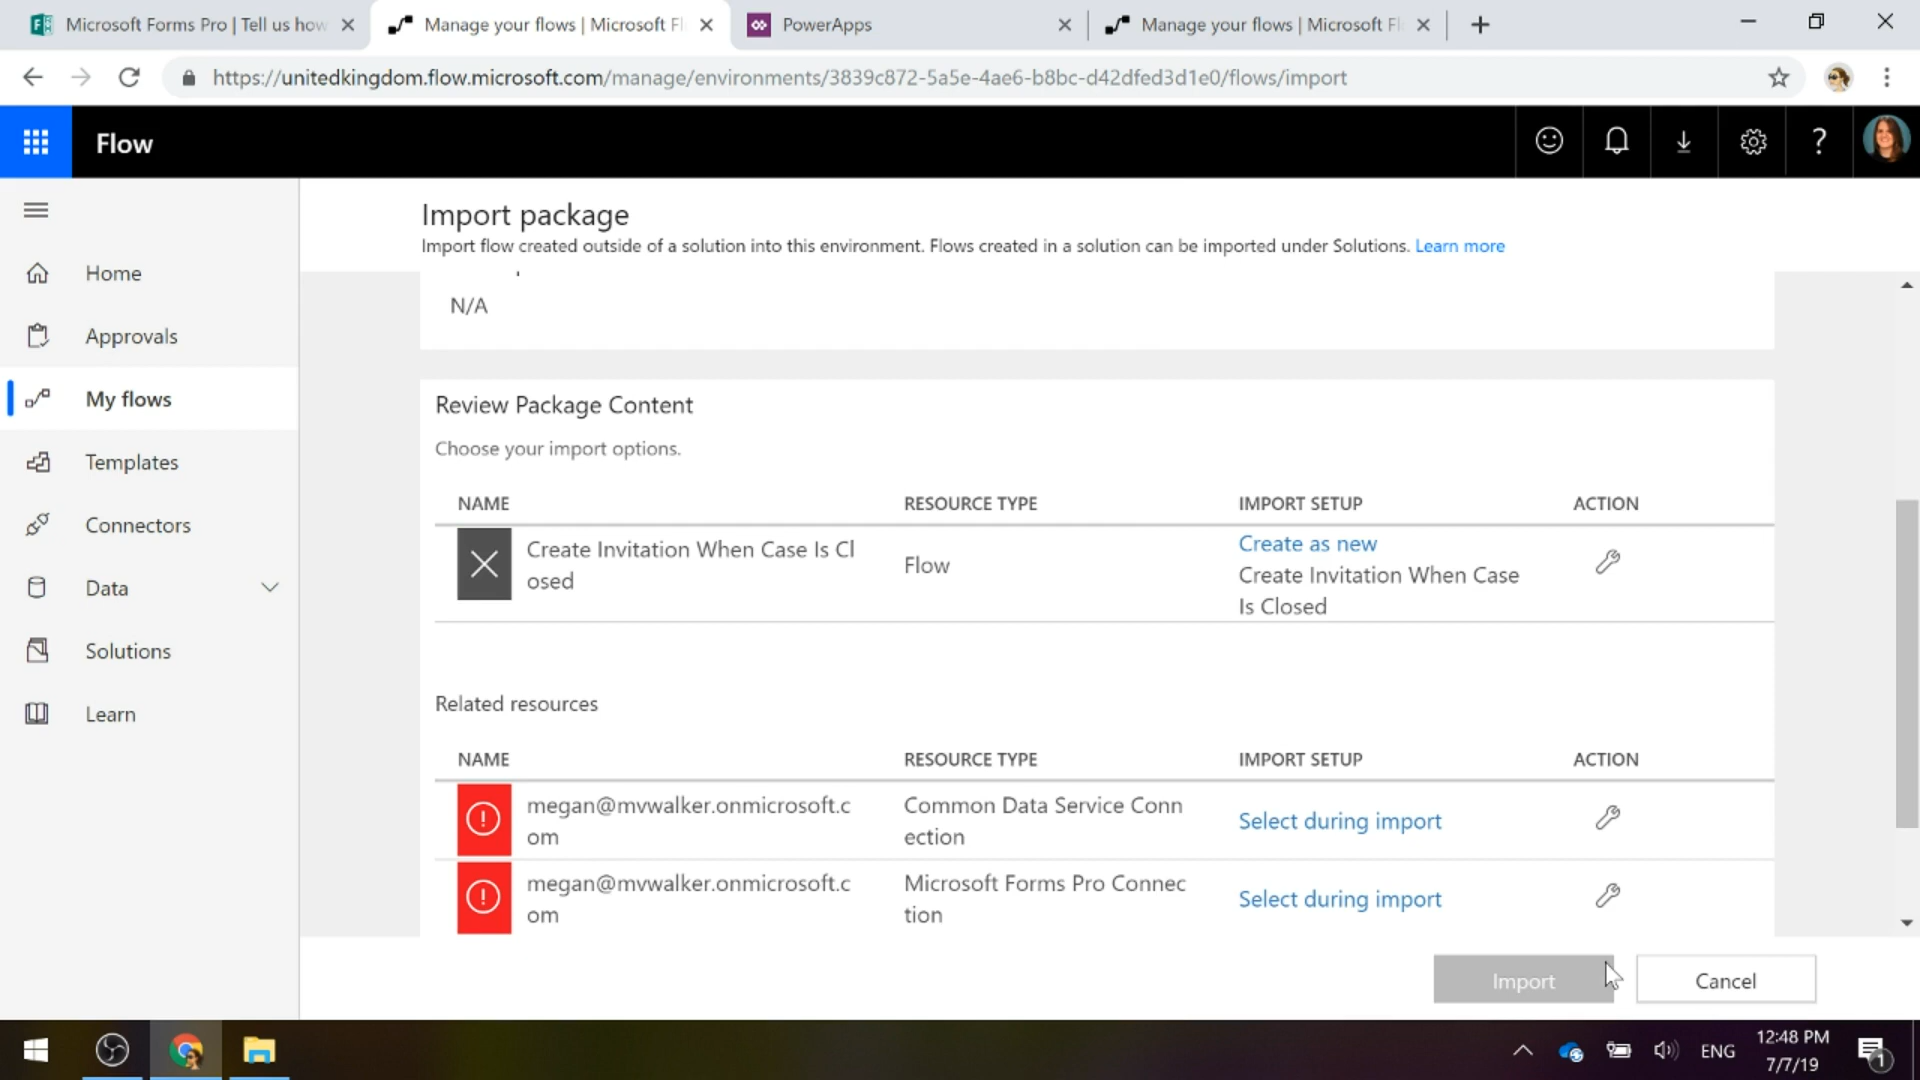 Microsoft Forms Pro | Tell us how
Manage your flows | Microsoft Fl
PowerApps
Manage your flows | Microsoft Fl
https://unitedkingdom.flow.microsoft.com/manage/environments/3839c872-5a5e-4ae6-b8bc-d42dfed3d1e0/flows/import
Flow
?
Import package
Import flow created outside of a solution into this environment. Flows created in a solution can be imported under Solutions. Learn more
Home
Approvals
My flows
Templates
Connectors
Data
Solutions
Learn
N/A
Review Package Content
Choose your import options.
NAME RESOURCE TYPE IMPORT SETUP ACTION
Create Invitation When Case Is Cl
osed
Flow
Create as new
Create Invitation When Case
Is Closed
Related resources
NAME RESOURCE TYPE IMPORT SETUP ACTION
megan@mvwalker.onmicrosoft.c
om
Common Data Service Conn
ection
Select during import
megan@mvwalker.onmicrosoft.c
om
Microsoft Forms Pro Connec
tion
Select during import
Import Cancel
ENG
12:48 PM
7/7/19
1